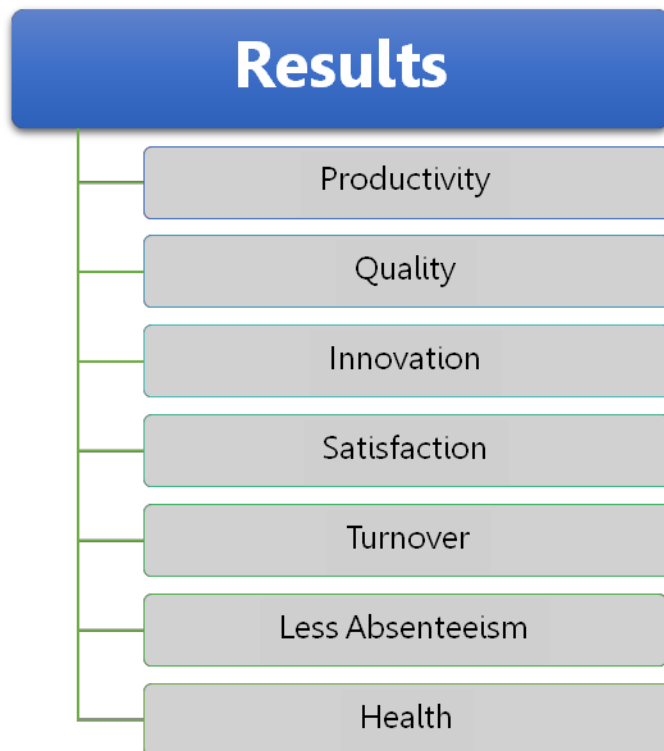 Results
Productivity
Quality
Innovation
Satisfaction
Turnover
Less Absenteeism
Health